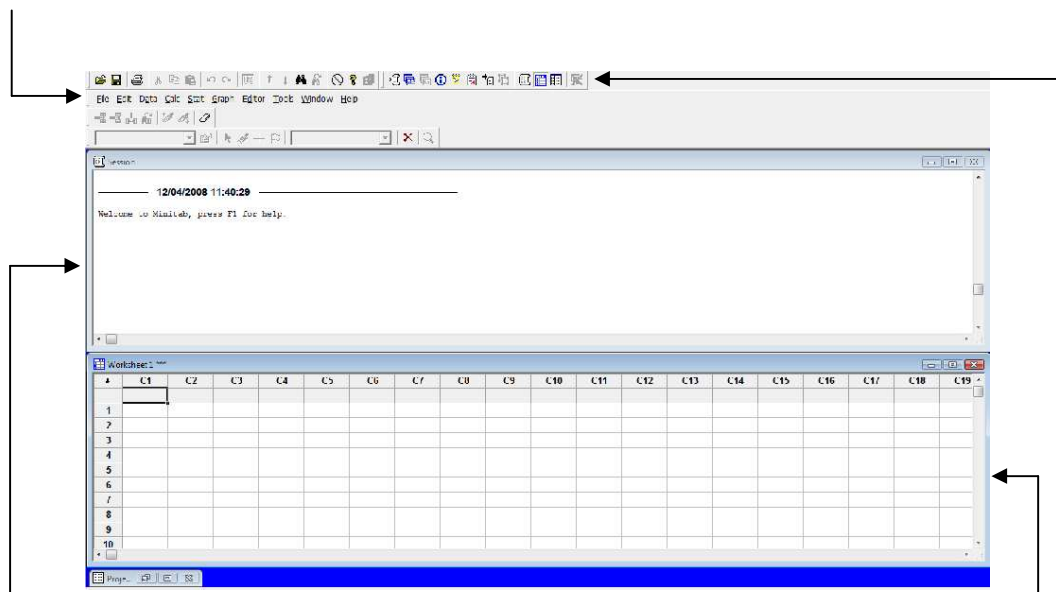 File Edit Data Calc Stat Graph Editor Tools Window Help
Session
12/04/2008 11:40:29
Welcome to Minitab, press F1 for help.
Worksheet 1 ***
C1 C2 C3 C4 C5 C6 C7 C8 C9 C10 C11 C12 C13 C14 C15 C16 C17 C18 C19
1
2
3
4
5
6
7
8
9
10
Proje...